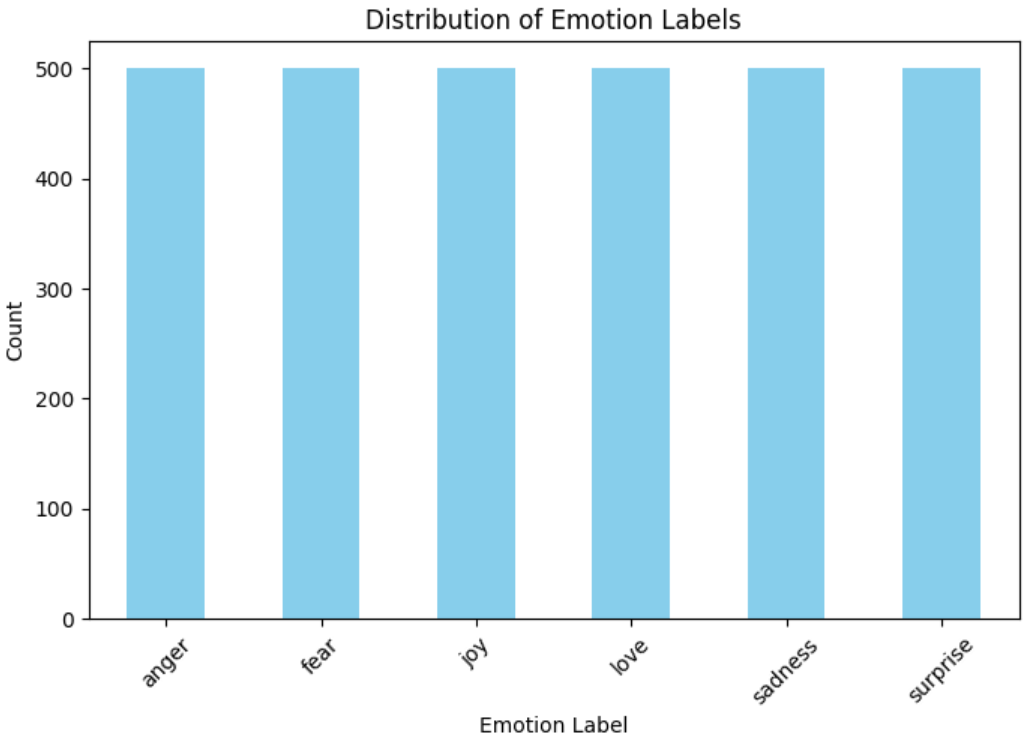 Distribution of Emotion Labels
500
400
300
200
100
0
Count
anger
fear
joy
love
sadness
surprise
Emotion Label